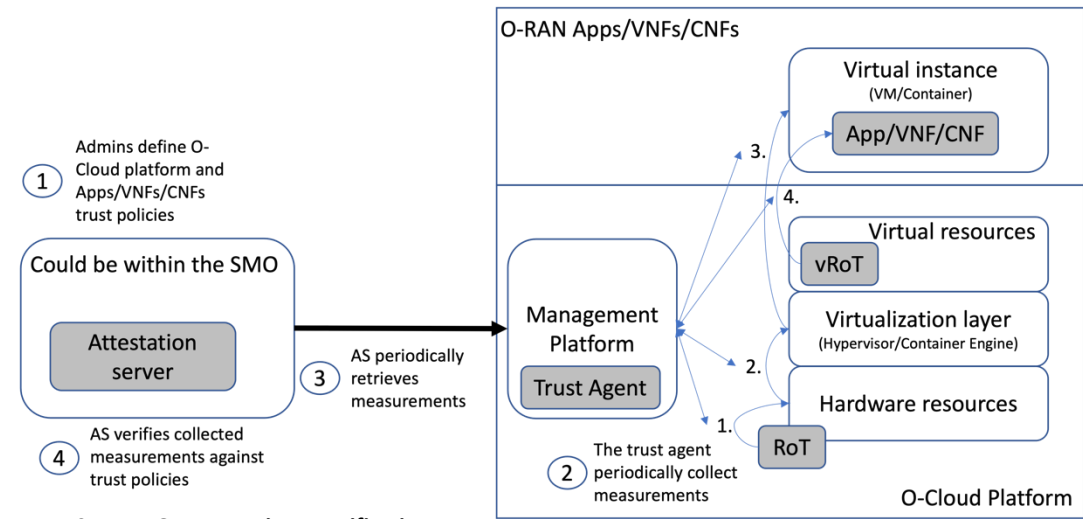 O-RAN Apps/VNFs/CNFs
Virtual instance
(VM/Container)
App/VNF/CNF
1
Admins define O-
Cloud platform and
Apps/VNFs/CNFs
trust policies
3.
4.
Could be within the SMO
Attestation
server
3
AS periodically
retrieves
measurements
4
AS verifies collected
measurements against
trust policies
Management
Platform
Trust Agent
Virtual resources
vRoT
Virtualization layer
(Hypervisor/Container Engine)
2.
Hardware resources
1.
RoT
2
The trust agent
periodically collect
measurements
O-Cloud Platform